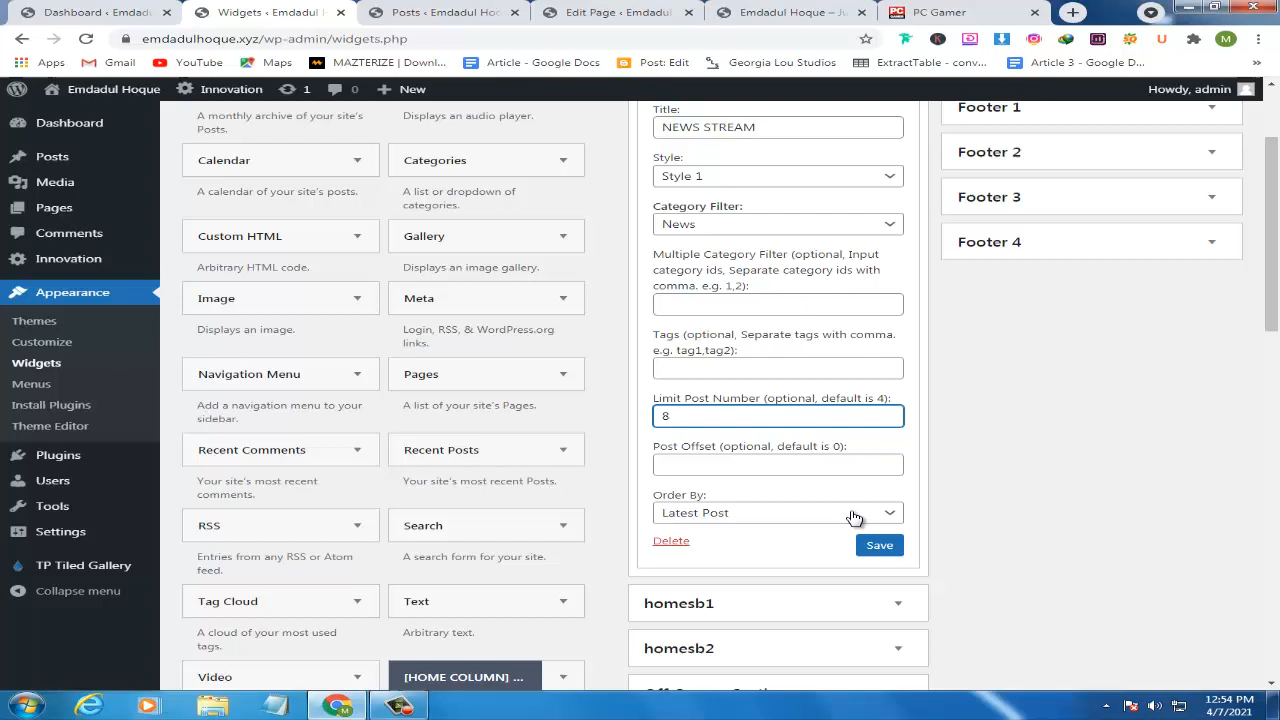 Dashboard ‹ Emdadul
Widgets ‹ Emdadul H
Posts ‹ Emdadul Hoq
Edit Page ‹ Emdadul
Emdadul Hoque – Ju
PC Gamer
emdadulhoque.xyz/wp-admin/widgets.php
M
Apps
Gmail
YouTube
Maps
MAZTERIZE | Downl...
Article - Google Docs
Post: Edit
Georgia Lou Studios
ExtractTable - conv...
Article 3 - Google D...
»
Emdadul Hoque
Innovation
1
0
New
Howdy, admin
Dashboard
Posts
Media
Pages
Comments
Innovation
Appearance
Themes
Customize
Widgets
Menus
Install Plugins
Theme Editor
Plugins
Users
Tools
Settings
TP Tiled Gallery
Collapse menu
A monthly archive of your site's
Posts.
Displays an audio player.
Calendar
Categories
A calendar of your site's posts.
A list or dropdown of
categories.
Custom HTML
Gallery
Arbitrary HTML code.
Displays an image gallery.
Image
Meta
Displays an image.
Login, RSS, & WordPress.org
links.
Navigation Menu
Pages
Add a navigation menu to your
sidebar.
A list of your site's Pages.
Recent Comments
Recent Posts
Your site's most recent
comments.
Your site's most recent Posts.
RSS
Search
Entries from any RSS or Atom
feed.
A search form for your site.
Tag Cloud
Text
A cloud of your most used
tags.
Arbitrary text.
Video
[HOME COLUMN] ...
Title:
NEWS STREAM
Style:
Style 1
Category Filter:
News
Multiple Category Filter (optional, Input
category ids, Separate category ids with
comma. e.g. 1,2):
Tags (optional, Separate tags with comma.
e.g. tag1,tag2):
Limit Post Number (optional, default is 4):
8
Post Offset (optional, default is 0):
Order By:
Latest Post
Delete
Save
homesb1
homesb2
Footer 1
Footer 2
Footer 3
Footer 4
12:54 PM
4/7/2021